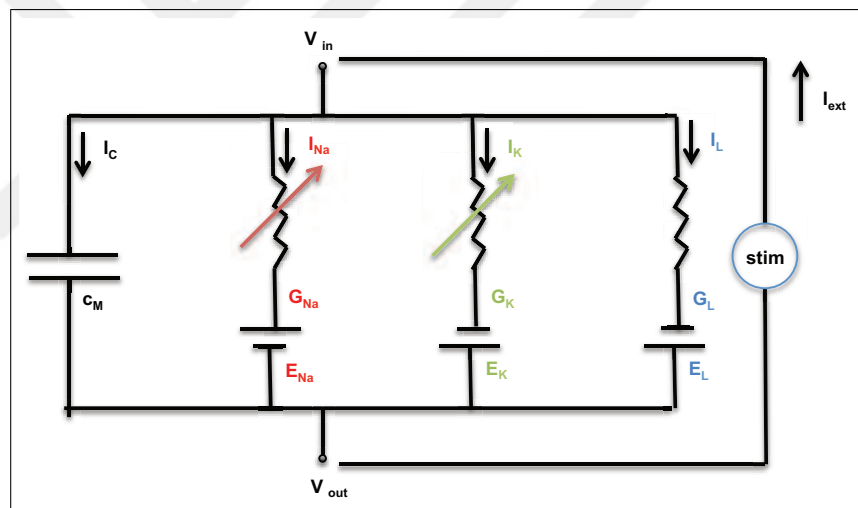 V in
I ext
I C
I Na
I K
I L
stim
c M
G Na
G K
G L
E Na
E K
E L
V out